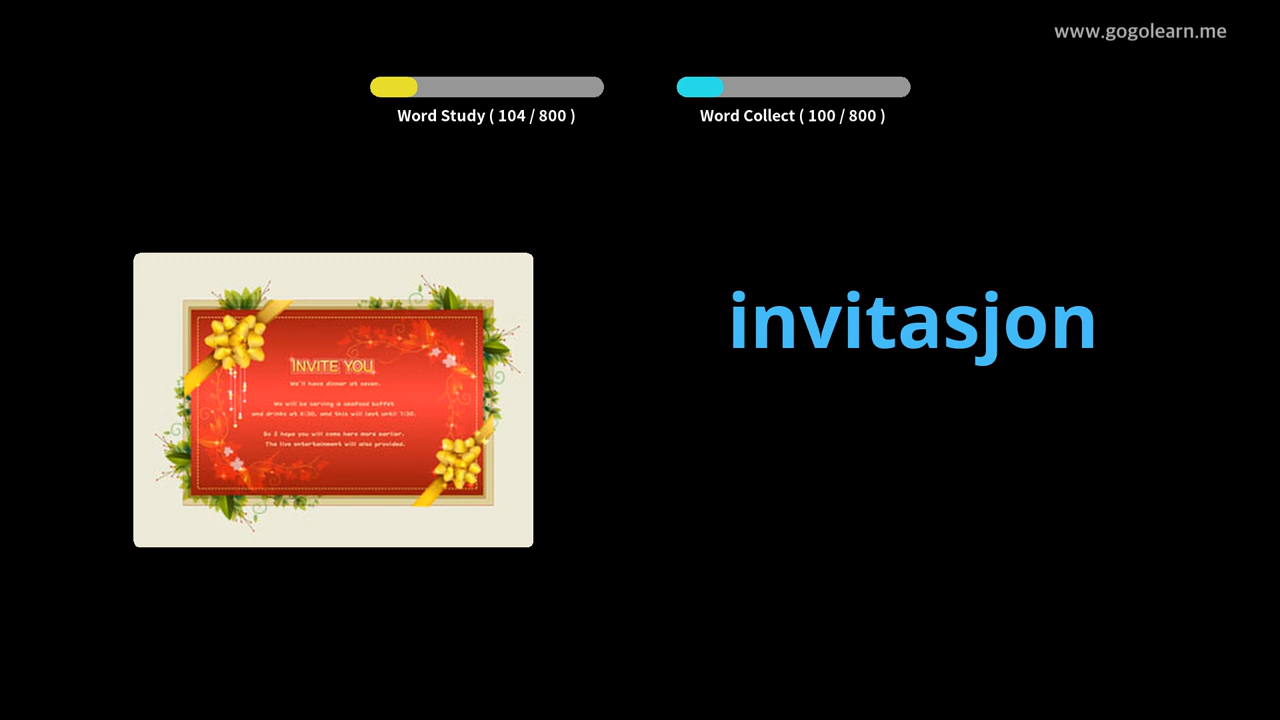 www.gogolearn.me
Word Study ( 104 / 800 )
Word Collect ( 100 / 800 )
invitasjon
INVITE YOU
We'll have dinner at seven.
We will be serving a seafood buffet
and drinks at 6:30, and this will last until 7:30.
So I hope you will come here more earlier.
The live entertainment will also provided.